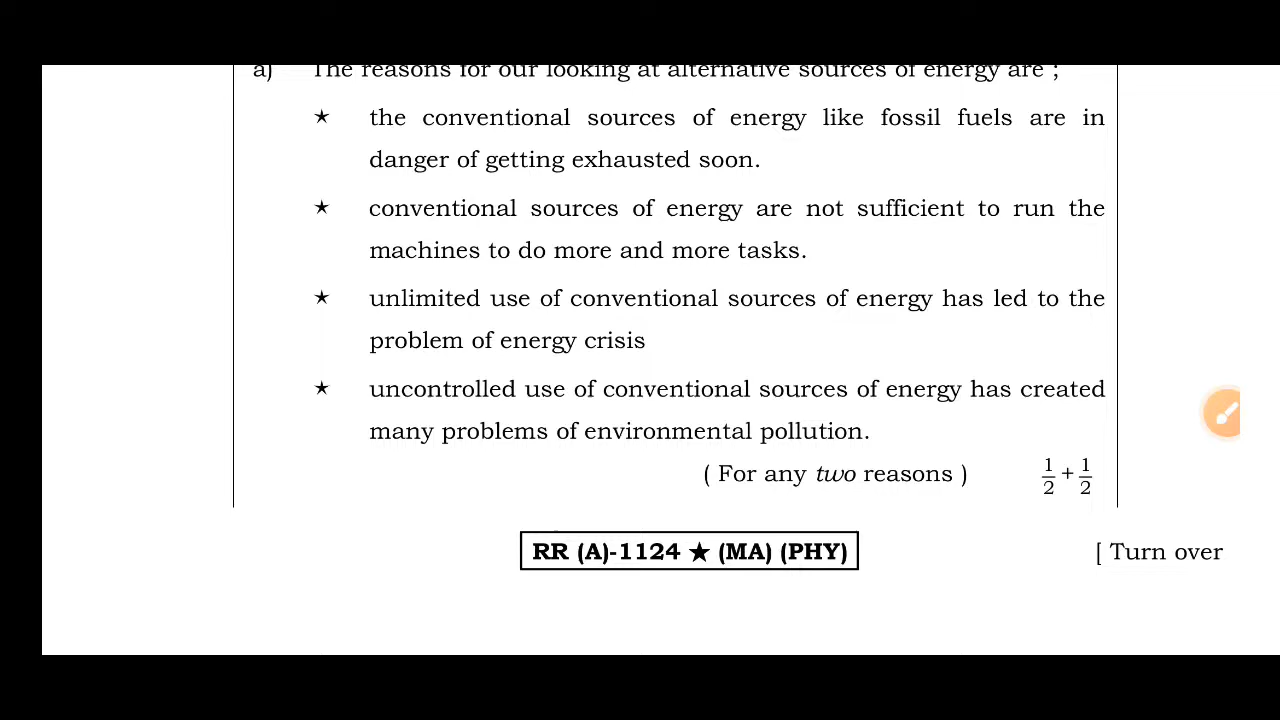 a) The reasons for our looking at alternative sources of energy are ;
★ the conventional sources of energy like fossil fuels are in
danger of getting exhausted soon.
★ conventional sources of energy are not sufficient to run the
machines to do more and more tasks.
★ unlimited use of conventional sources of energy has led to the
problem of energy crisis
★ uncontrolled use of conventional sources of energy has created
many problems of environmental pollution.
( For any two reasons ) 1/2 + 1/2
RR (A)-1124 ★ (MA) (PHY) [ Turn over